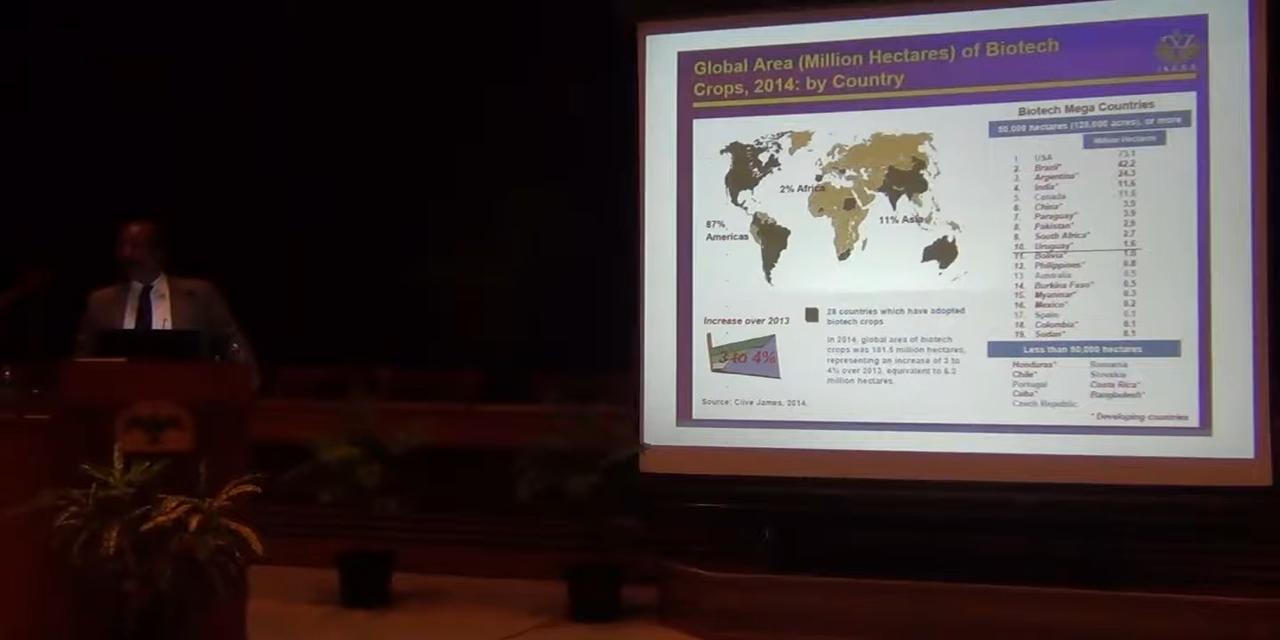 Global Area (Million Hectares) of Biotech
Crops, 2014: by Country
Biotech Mega Countries
50,000 hectares (125,000 acres), or more
Million Hectares
1. USA 73.1
2. Brazil* 42.2
3. Argentina* 24.3
4. India* 11.6
5. Canada 11.6
6. China* 3.9
7. Paraguay* 3.9
8. Pakistan* 2.9
9. South Africa* 2.7
10. Uruguay* 1.6
11. Bolivia* 1.0
12. Philippines* 0.8
13 Australia 0.5
14. Burkina Faso* 0.5
15. Myanmar* 0.3
16. Mexico* 0.2
17. Spain 0.1
18. Colombia* 0.1
19. Sudan* 0.1
Less than 50,000 hectares
Honduras* Romania
Chile* Slovakia
Portugal Costa Rica*
Cuba* Bangladesh*
Czech Republic
* Developing countries
2% Africa
11% Asia
87%
Americas
Increase over 2013
3 to 4%
28 countries which have adopted
biotech crops
In 2014, global area of biotech
crops was 181.5 million hectares,
representing an increase of 3 to
4% over 2013, equivalent to 6.3
million hectares.
Source: Clive James, 2014.